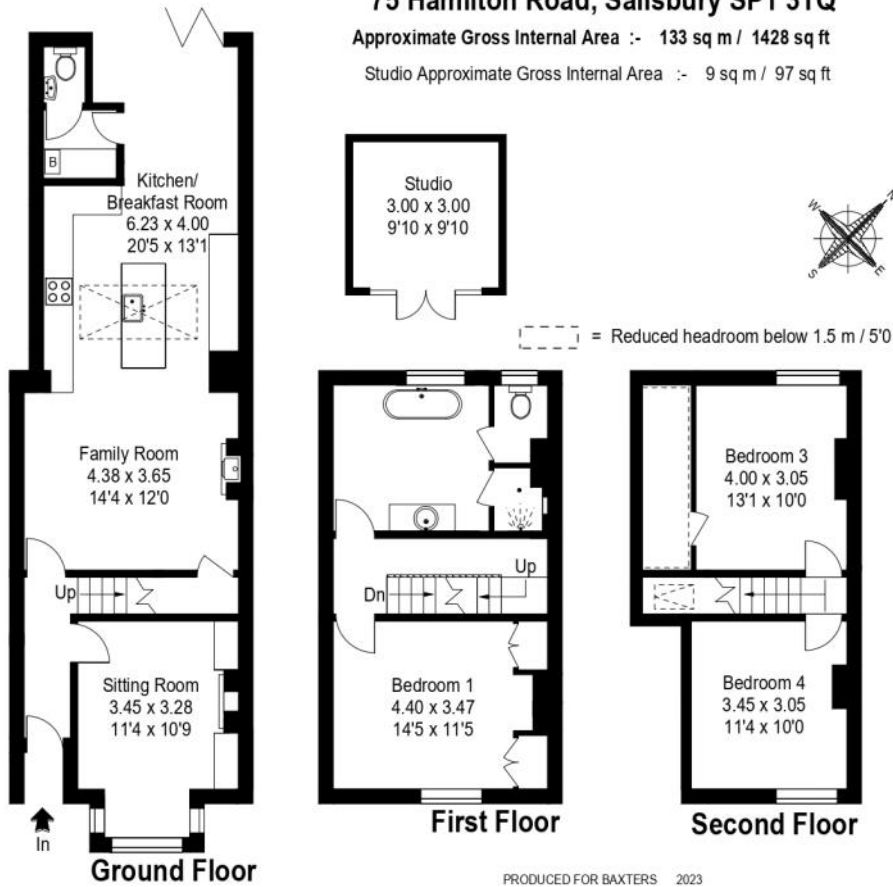 75 Hamilton Road, Salisbury SP1 3TQ
Approximate Gross Internal Area :- 133 sq m / 1428 sq ft
Studio Approximate Gross Internal Area :- 9 sq m / 97 sq ft
B
Kitchen/
Breakfast Room
6.23 x 4.00
20'5 x 13'1
Studio
3.00 x 3.00
9'10 x 9'10
N
W
S
E
= Reduced headroom below 1.5 m / 5'0
Family Room
4.38 x 3.65
14'4 x 12'0
Up
Sitting Room
3.45 x 3.28
11'4 x 10'9
In
Ground Floor
Up
Dn
Bedroom 1
4.40 x 3.47
14'5 x 11'5
First Floor
Bedroom 3
4.00 x 3.05
13'1 x 10'0
Bedroom 4
3.45 x 3.05
11'4 x 10'0
Second Floor
PRODUCED FOR BAXTERS 2023